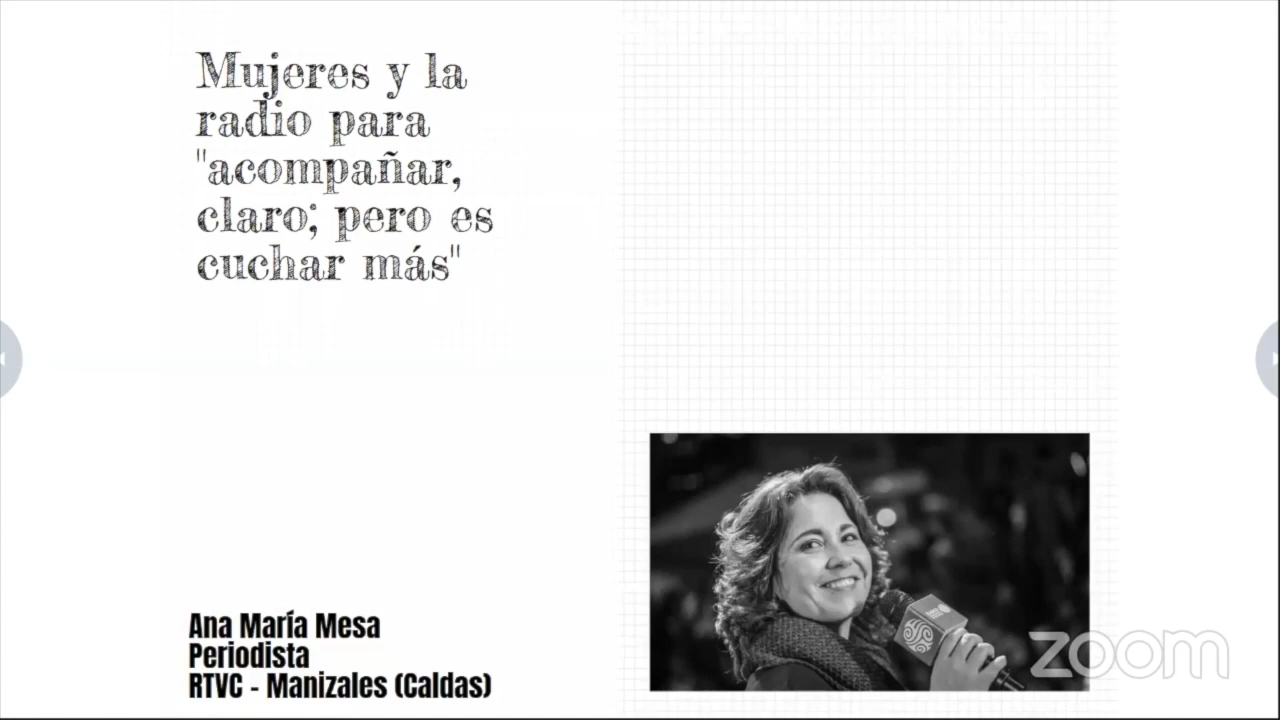 Mujeres y la
radio para
"acompañar,
claro; pero es
cuchar más"
Ana María Mesa
Periodista
RTVC - Manizales (Caldas)
zoom